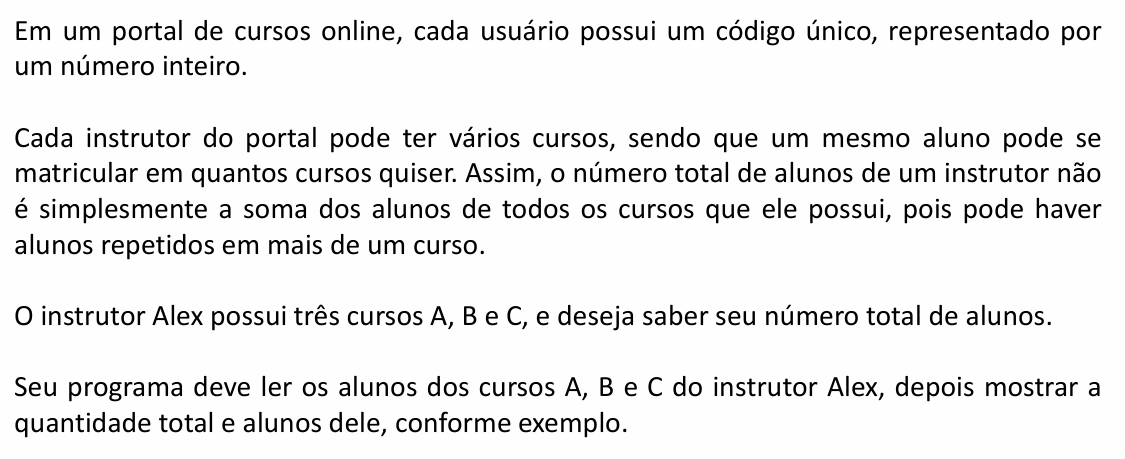 Em um portal de cursos online, cada usuário possui um código único, representado por
um número inteiro.
Cada instrutor do portal pode ter vários cursos, sendo que um mesmo aluno pode se
matricular em quantos cursos quiser. Assim, o número total de alunos de um instrutor não
é simplesmente a soma dos alunos de todos os cursos que ele possui, pois pode haver
alunos repetidos em mais de um curso.
O instrutor Alex possui três cursos A, B e C, e deseja saber seu número total de alunos.
Seu programa deve ler os alunos dos cursos A, B e C do instrutor Alex, depois mostrar a
quantidade total e alunos dele, conforme exemplo.